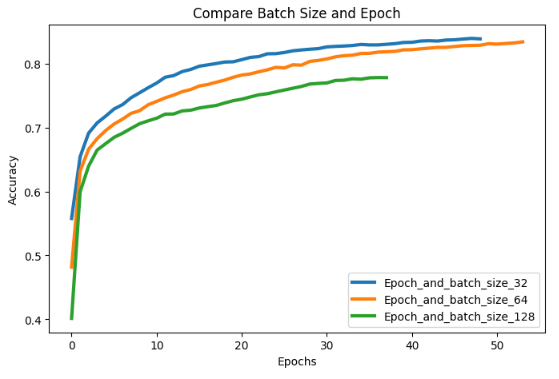 Compare Batch Size and Epoch
Accuracy
0.8
0.7
0.6
0.5
0.4
Epoch_and_batch_size_32
Epoch_and_batch_size_64
Epoch_and_batch_size_128
0 10 20 30 40 50
Epochs